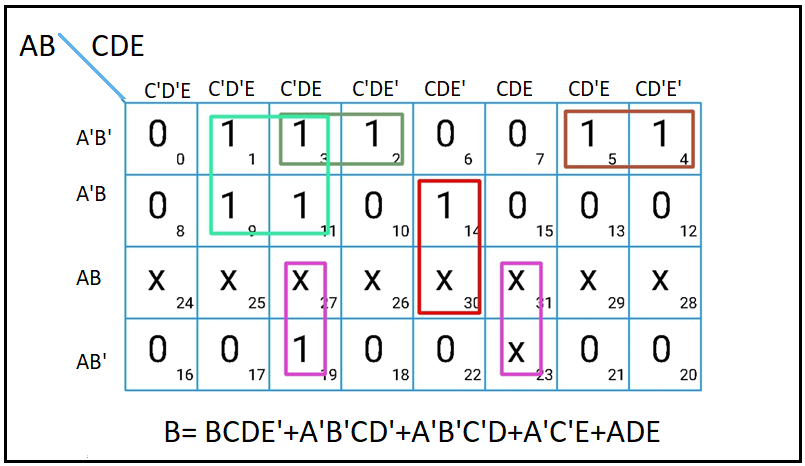 AB CDE
C'D'E C'D'E C'DE C'DE' CDE' CDE CD'E CD'E'
A'B' 0 0 1 1 1 3 1 2 0 6 0 7 1 5 1 4
A'B 0 8 1 9 1 11 0 10 1 14 0 15 0 13 0 12
AB x 24 x 25 x 27 x 26 x 30 x 31 x 29 x 28
AB' 0 16 0 17 1 19 0 18 0 22 x 23 0 21 0 20
B= BCDE'+A'B'CD'+A'B'C'D+A'C'E+ADE